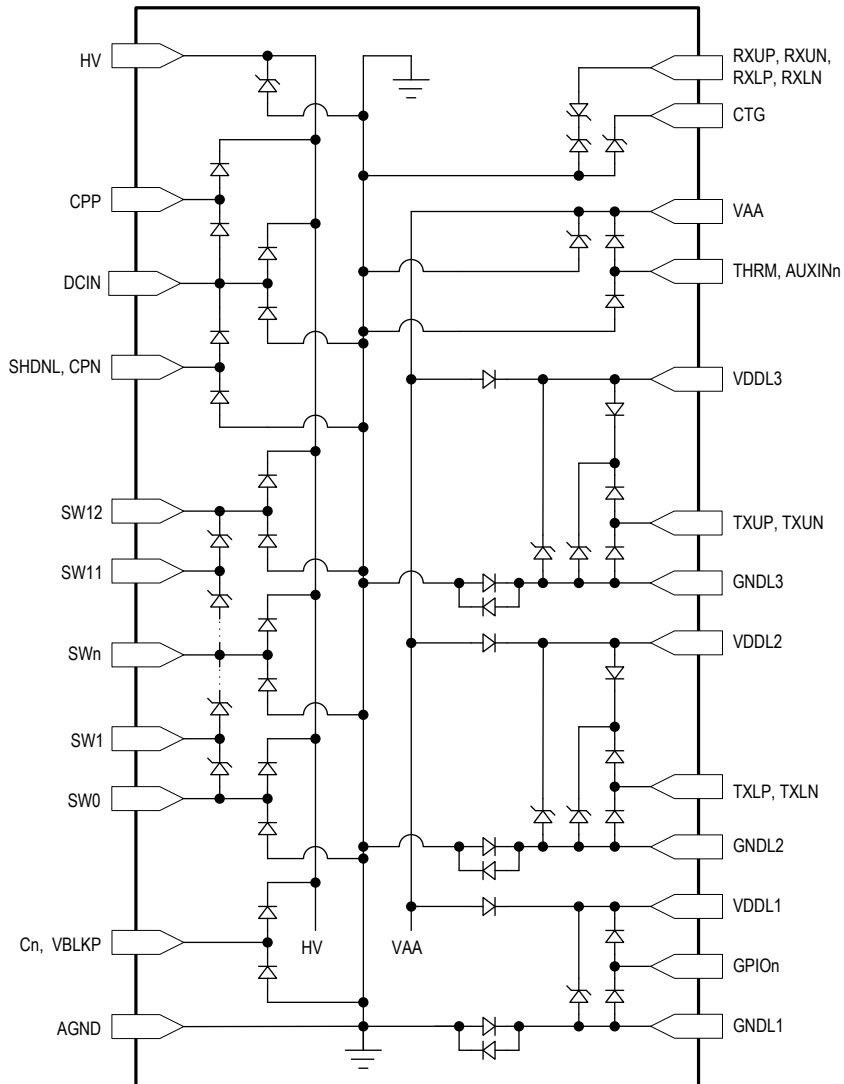 HV
CPP
DCIN
SHDNL, CPN
SW12
SW11
SWn
SW1
SW0
Cn, VBLKP
AGND
HV
VAA
RXUP, RXUN,
RXLP, RXLN
CTG
VAA
THRM, AUXINn
VDDL3
TXUP, TXUN
GNDL3
VDDL2
TXLP, TXLN
GNDL2
VDDL1
GPIOn
GNDL1